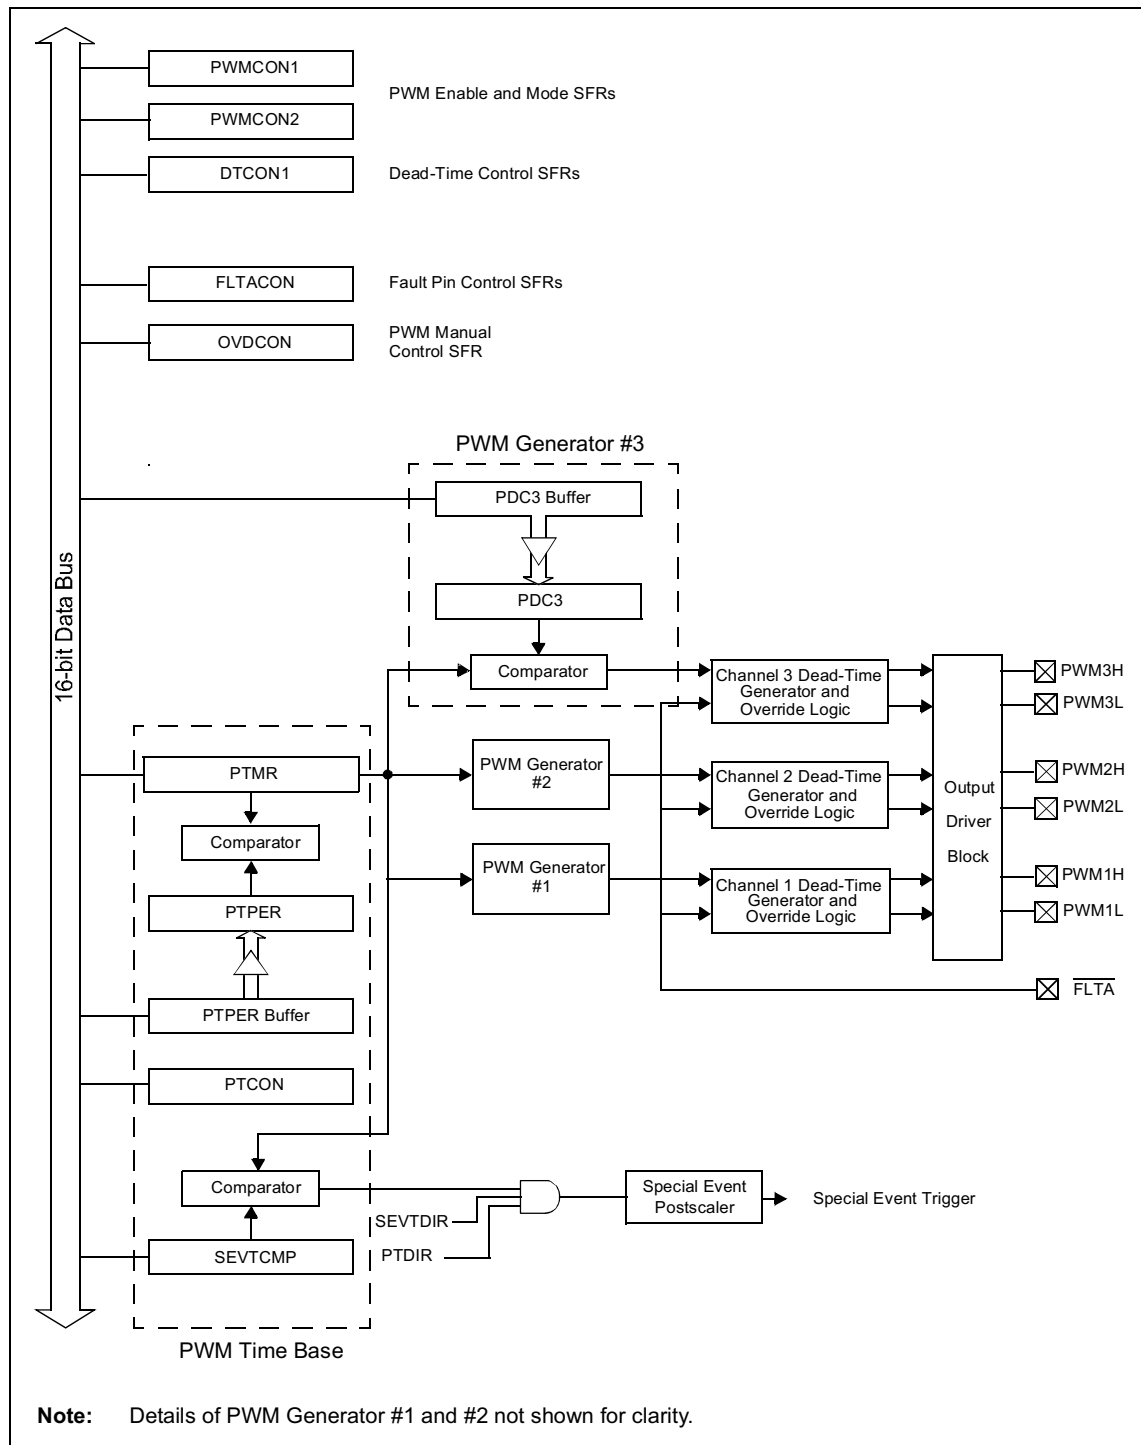 PWMCON1
PWM Enable and Mode SFRs
PWMCON2
DTCON1
Dead-Time Control SFRs
FLTACON
Fault Pin Control SFRs
OVDCON
PWM Manual
Control SFR
16-bit Data Bus
PWM Generator #3
PDC3 Buffer
PDC3
Comparator
Channel 3 Dead-Time
Generator and
Override Logic
PWM3H
PWM3L
PTMR
PWM Generator
#2
Channel 2 Dead-Time
Generator and
Override Logic
PWM2H
PWM2L
Output
Driver
Block
Comparator
PWM Generator
#1
Channel 1 Dead-Time
Generator and
Override Logic
PWM1H
PWM1L
PTPER
FLTA
PTPER Buffer
PTCON
Comparator
SEVTDIR
PTDIR
Special Event
Postscaler
Special Event Trigger
SEVTCMP
PWM Time Base
Note: Details of PWM Generator #1 and #2 not shown for clarity.